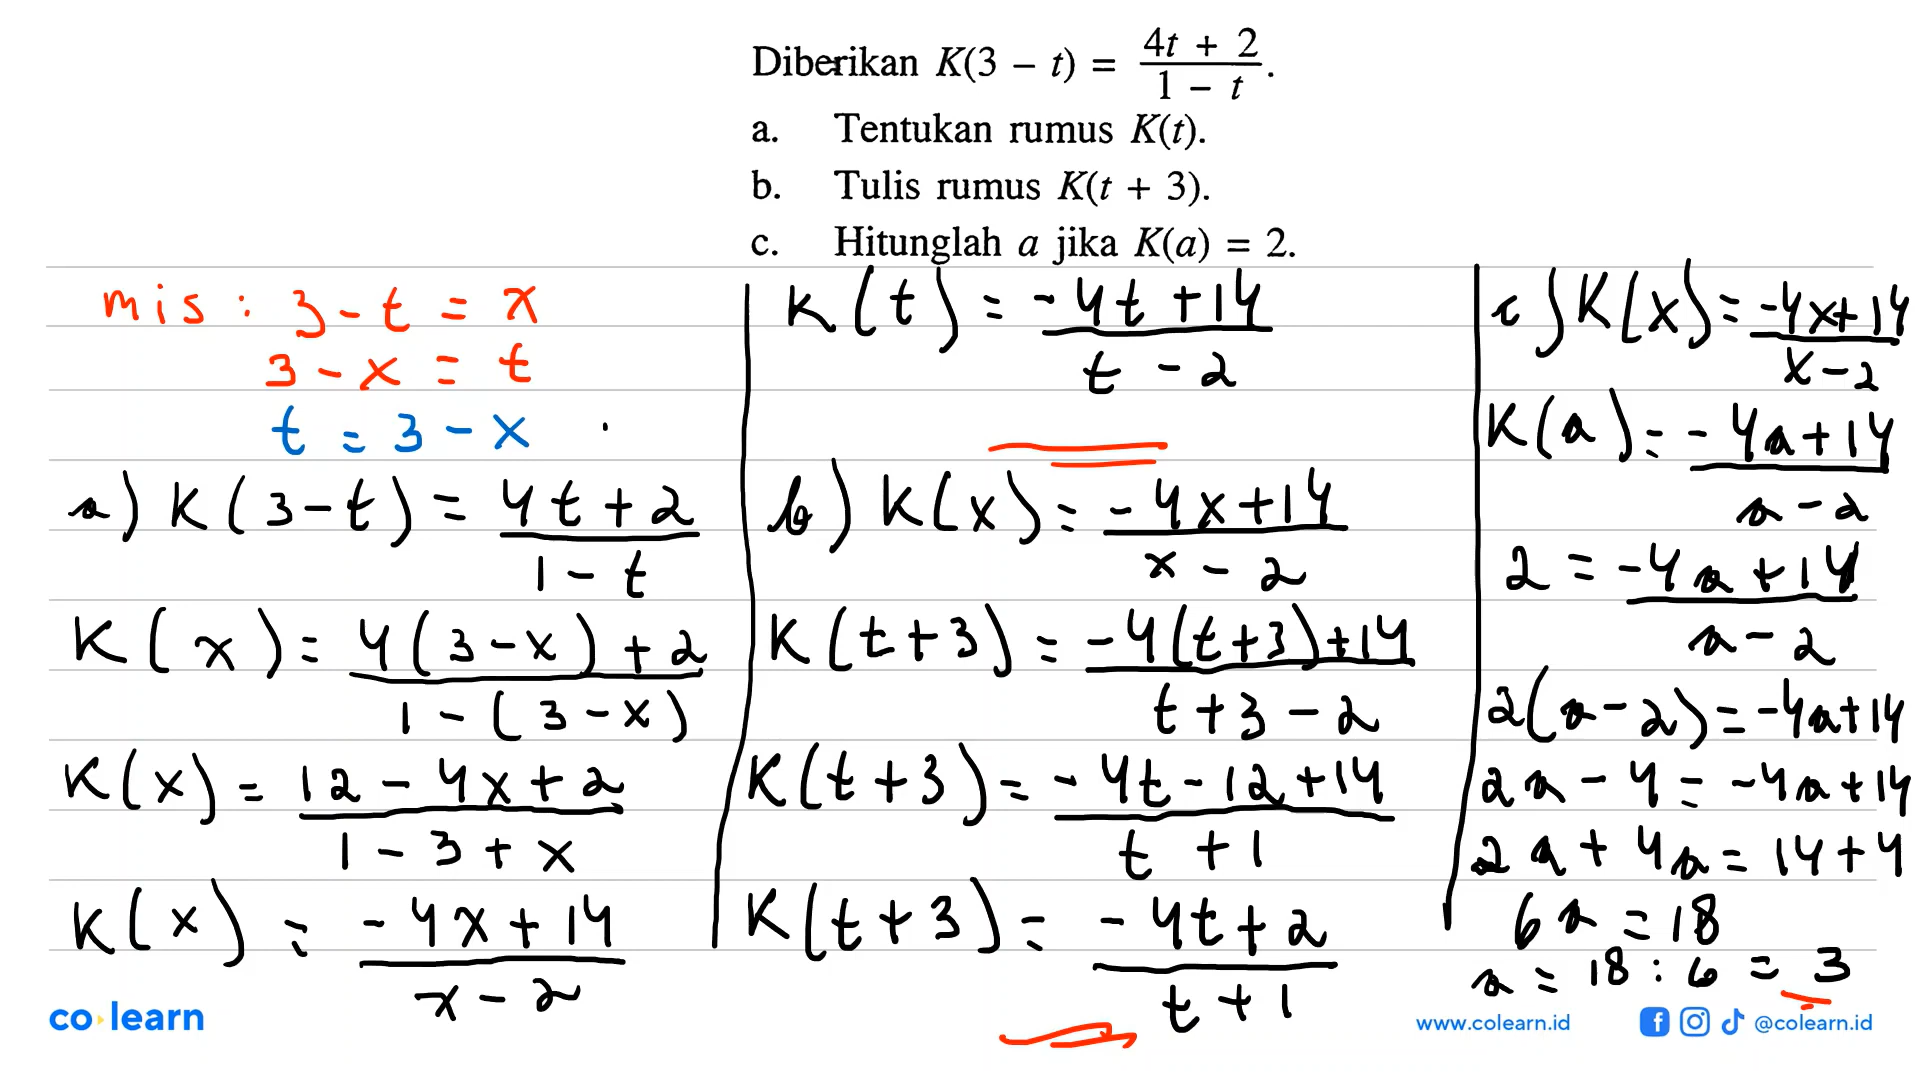 Diberikan K(3 – t) = (4t + 2)/(1 – t).
a. Tentukan rumus K(t).
b. Tulis rumus K(t + 3).
c. Hitunglah a jika K(a) = 2.
mis : 3 - t = x
3 - x = t
t = 3 - x
a) K(3-t) = (4t+2)/(1-t)
K(x) = (4(3-x)+2)/(1-(3-x))
K(x) = (12-4x+2)/(1-3+x)
K(x) = (-4x+14)/(x-2)
K(t) = (-4t+14)/(t-2)
b) K(x) = (-4x+14)/(x-2)
K(t+3) = (-4(t+3)+14)/(t+3-2)
K(t+3) = (-4t-12+14)/(t+1)
K(t+3) = (-4t+2)/(t+1)
c) K(x) = (-4x+14)/(x-2)
K(a) = (-4a+14)/(a-2)
2 = (-4a+14)/(a-2)
2(a-2) = -4a+14
2a-4 = -4a+14
2a+4a = 14+4
6a = 18
a = 18 : 6 = 3
co learn
www.colearn.id
@colearn.id